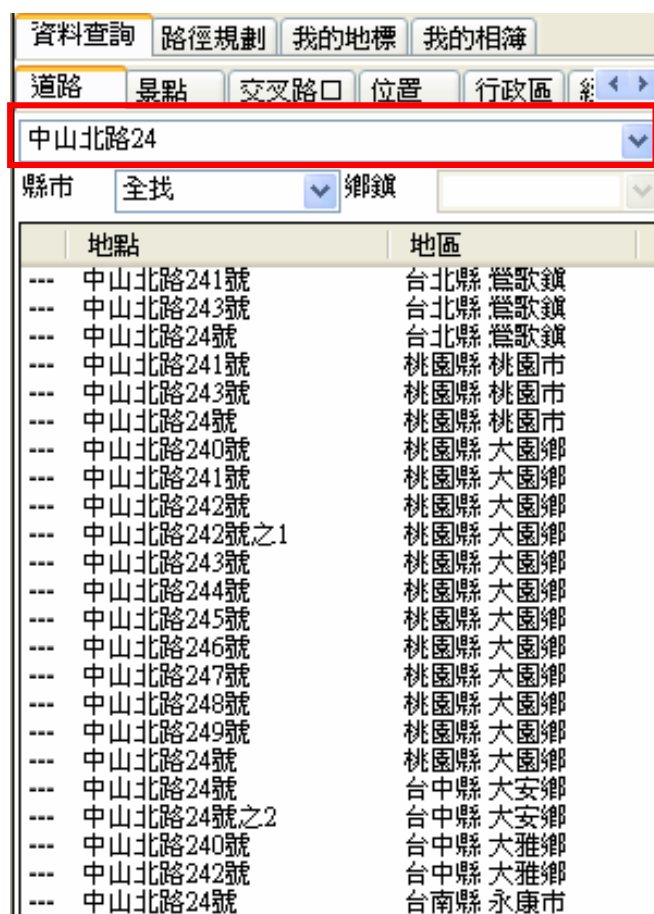 資料查詢 路徑規劃 我的地標 我的相簿
道路 景點 交叉路口 位置 行政區
中山北路24
縣市 全找 鄉鎮
地點 地區
--- 中山北路241號 台北縣 鶯歌鎮
--- 中山北路243號 台北縣 鶯歌鎮
--- 中山北路24號 台北縣 鶯歌鎮
--- 中山北路241號 桃園縣 桃園市
--- 中山北路243號 桃園縣 桃園市
--- 中山北路24號 桃園縣 桃園市
--- 中山北路240號 桃園縣 大園鄉
--- 中山北路241號 桃園縣 大園鄉
--- 中山北路242號 桃園縣 大園鄉
--- 中山北路242號之1 桃園縣 大園鄉
--- 中山北路243號 桃園縣 大園鄉
--- 中山北路244號 桃園縣 大園鄉
--- 中山北路245號 桃園縣 大園鄉
--- 中山北路246號 桃園縣 大園鄉
--- 中山北路247號 桃園縣 大園鄉
--- 中山北路248號 桃園縣 大園鄉
--- 中山北路249號 桃園縣 大園鄉
--- 中山北路24號 桃園縣 大園鄉
--- 中山北路24號 台中縣 大安鄉
--- 中山北路24號之2 台中縣 大安鄉
--- 中山北路240號 台中縣 大雅鄉
--- 中山北路242號 台中縣 大雅鄉
--- 中山北路24號 台南縣 永康市